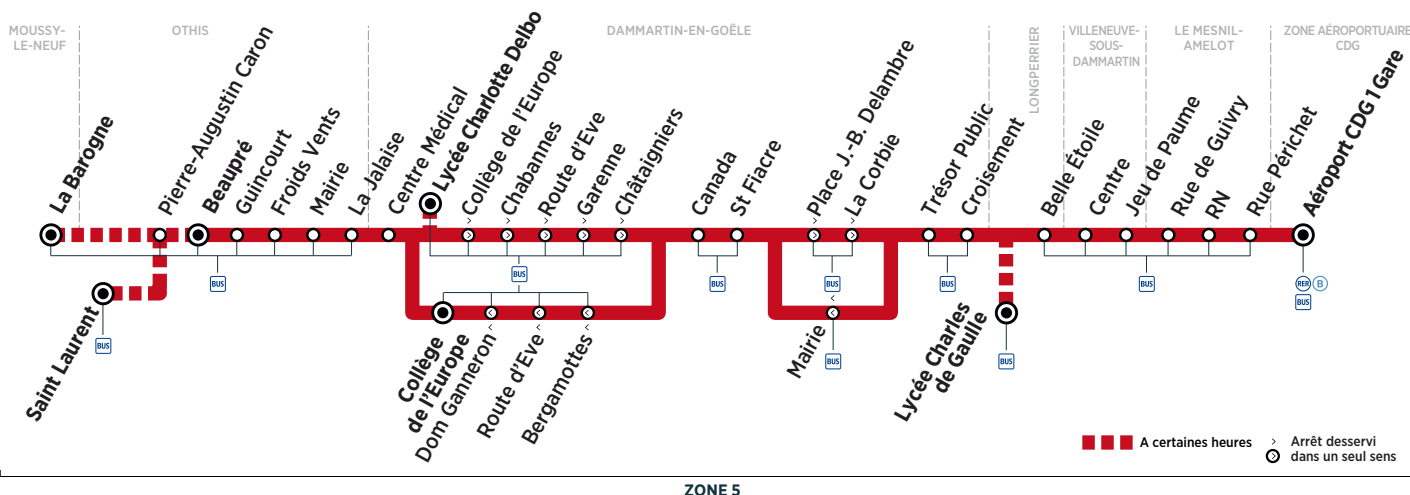 MOUSSY-
LE-NEUF
OTHIS
DAMMARTIN-EN-GOËLE
LONGPERRIER
VILLENEUVE-
SOUS-
DAMMARTIN
LE MESNIL-
AMELOT
ZONE AÉROPORTUAIRE
CDG
La Barogne
Pierre-Augustin Caron
Beaupré
Guincourt
Froids Vents
Mairie
La Jalaise
Centre Médical
Lycée Charlotte Delbo
Collège de l'Europe
Chabannes
Route d'Eve
Garenne
Châtaigniers
Canada
St Fiacre
Place J.-B. Delambre
La Corbie
Trésor Public
Croisement
Belle Étoile
Centre
Jeu de Paume
Rue de Guivry
RN
Rue Périchet
Aéroport CDG 1 Gare
BUS
BUS
BUS
BUS
BUS
BUS
RER B
BUS
Saint Laurent
BUS
Collège
de l'Europe
Dom Ganneron
Route d'Eve
Bergamottes
Mairie
BUS
Lycée Charles
de Gaulle
BUS
A certaines heures
> Arrêt desservi
dans un seul sens
ZONE 5